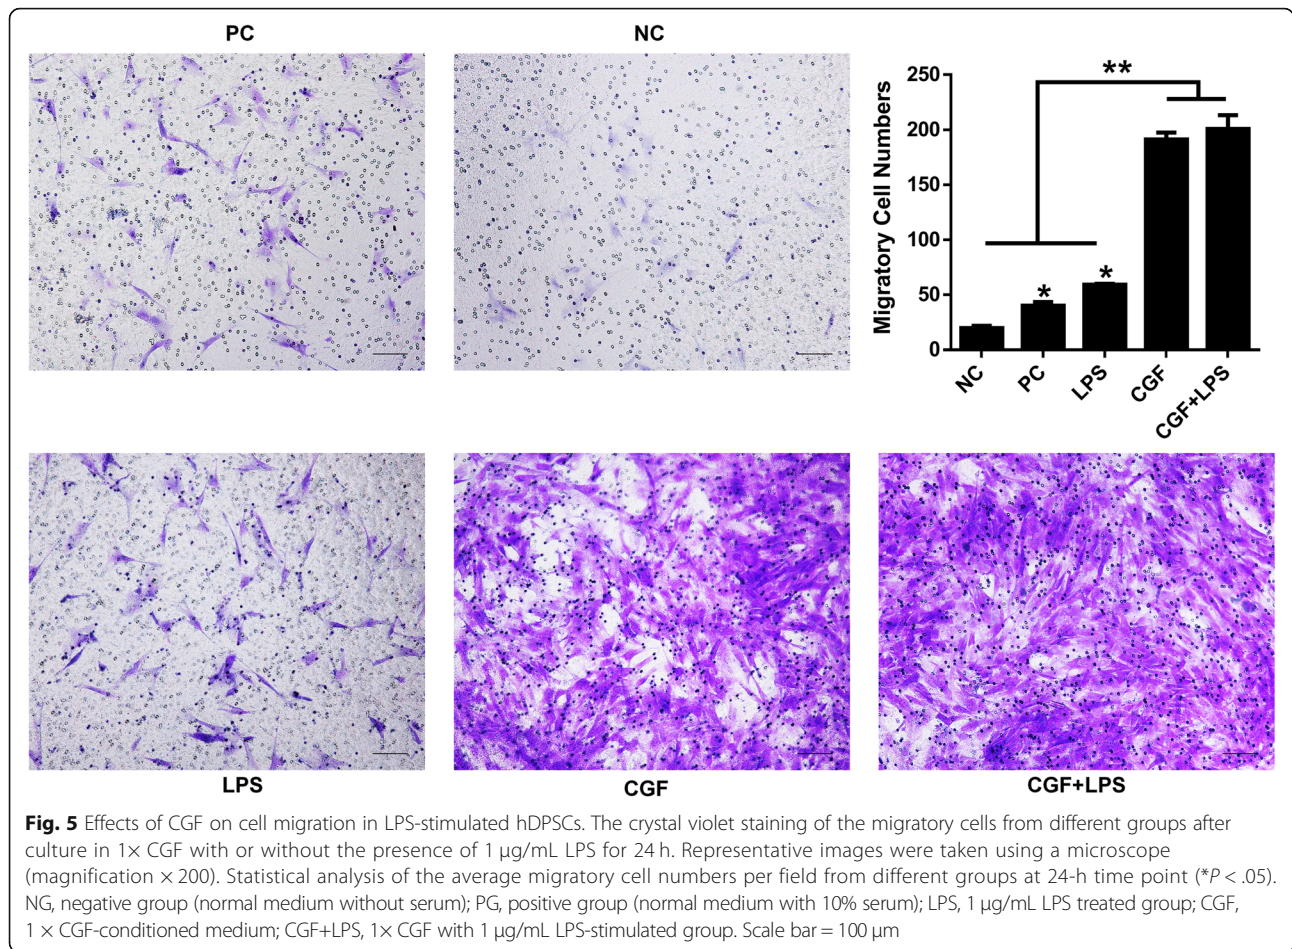 PC
NC
**
250
200
150
100
50
0
Migratory Cell Numbers
*
*
NC
PC
LPS
CGF
CGF+LPS
LPS
CGF
CGF+LPS
Fig. 5 Effects of CGF on cell migration in LPS-stimulated hDPSCs. The crystal violet staining of the migratory cells from different groups after
culture in 1× CGF with or without the presence of 1 μg/mL LPS for 24 h. Representative images were taken using a microscope
(magnification × 200). Statistical analysis of the average migratory cell numbers per field from different groups at 24-h time point (*P < .05).
NG, negative group (normal medium without serum); PG, positive group (normal medium with 10% serum); LPS, 1 μg/mL LPS treated group; CGF,
1 × CGF-conditioned medium; CGF+LPS, 1× CGF with 1 μg/mL LPS-stimulated group. Scale bar = 100 μm